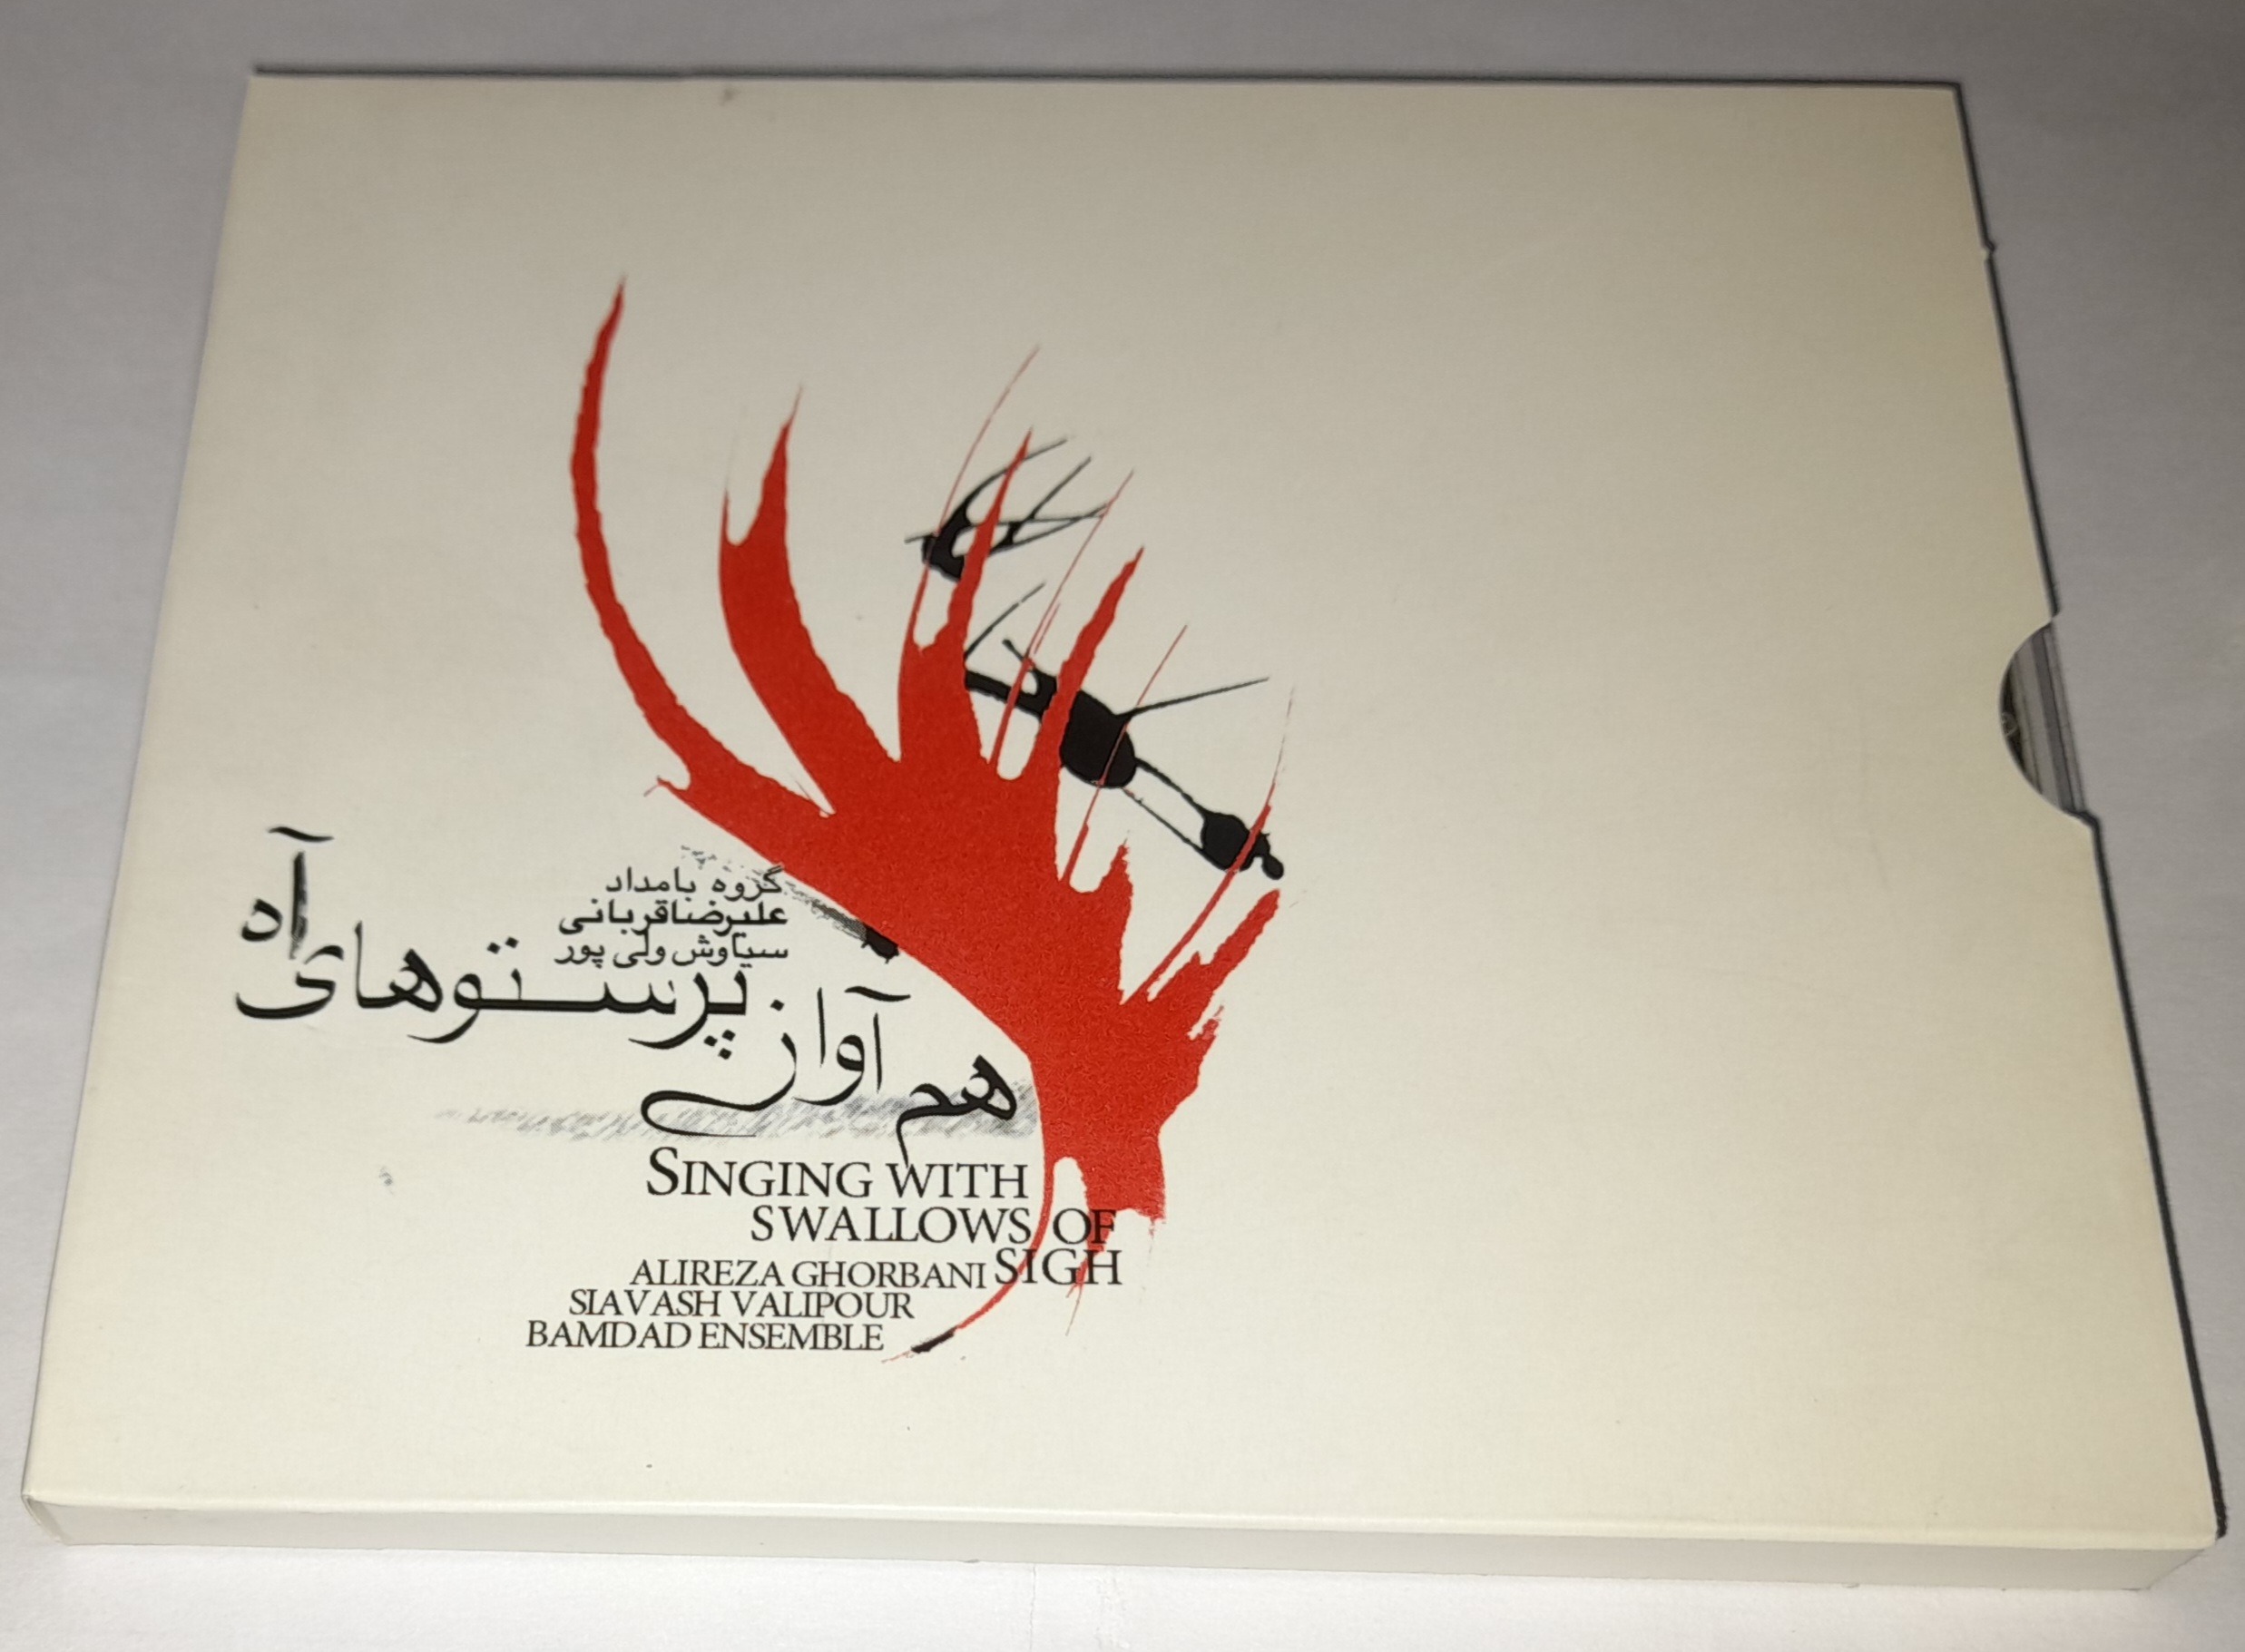 گروه بامداد
علیرضا قربانی
سیاوش ولی پور
هم آواز پرستوهای آه
SINGING WITH
SWALLOWS OF
SIGH
ALIREZA GHORBANI
SIAVASH VALIPOUR
BAMDAD ENSEMBLE